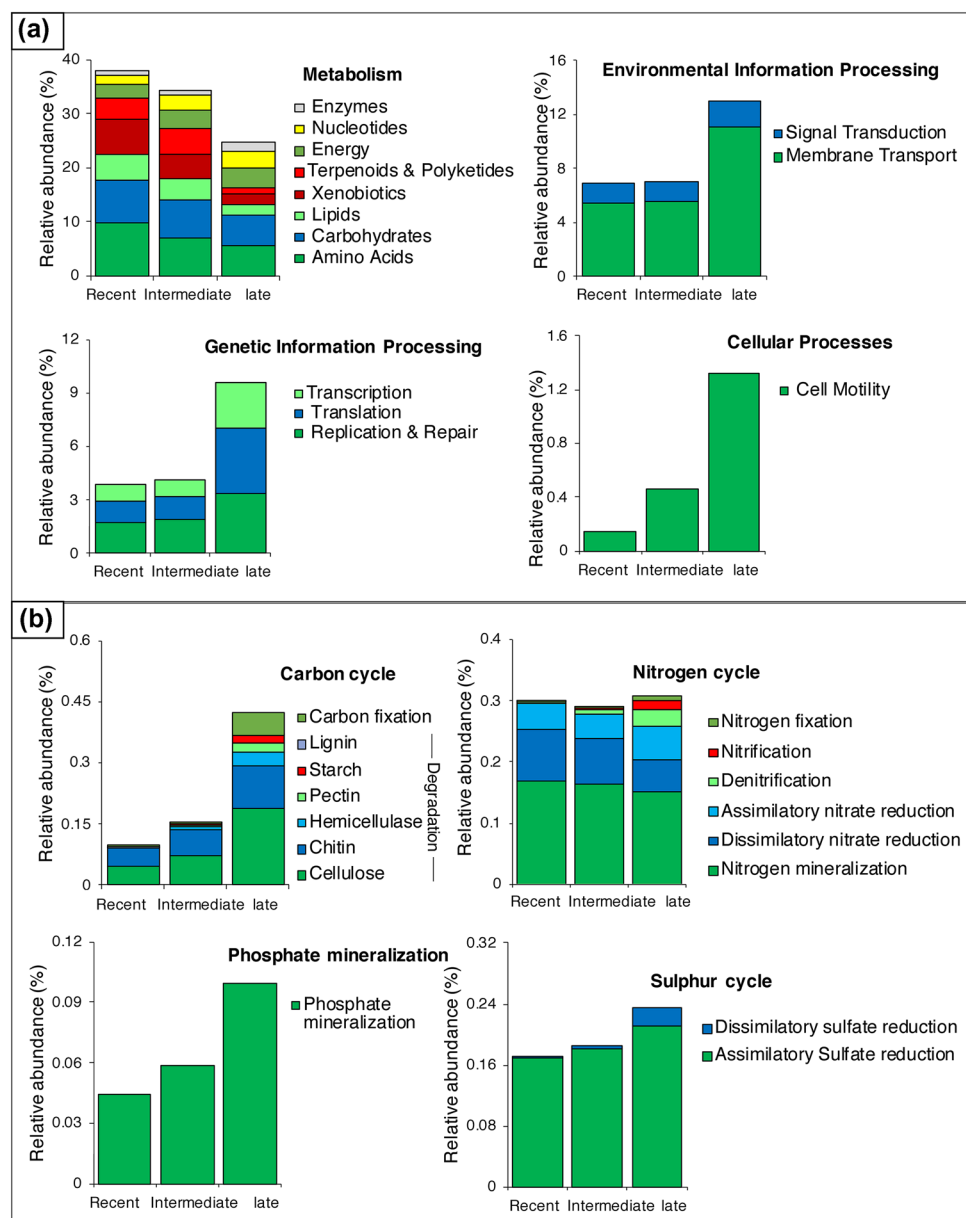 (a)
Relative abundance (%)
40
30
20
10
0
Recent Intermediate late
Metabolism
Enzymes
Nucleotides
Energy
Terpenoids & Polyketides
Xenobiotics
Lipids
Carbohydrates
Amino Acids
Relative abundance (%)
16
12
8
4
0
Recent Intermediate late
Environmental Information Processing
Signal Transduction
Membrane Transport
Relative abundance (%)
12
9
6
3
0
Recent Intermediate late
Genetic Information Processing
Transcription
Translation
Replication & Repair
Relative abundance (%)
1.6
1.2
0.8
0.4
0
Recent Intermediate late
Cellular Processes
Cell Motility
(b)
Relative abundance (%)
0.6
0.45
0.3
0.15
0
Recent Intermediate late
Carbon cycle
Carbon fixation
Lignin
Starch
Pectin
Hemicellulase
Chitin
Cellulose
Degradation
Relative abundance (%)
0.4
0.3
0.2
0.1
0
Recent Intermediate late
Nitrogen cycle
Nitrogen fixation
Nitrification
Denitrification
Assimilatory nitrate reduction
Dissimilatory nitrate reduction
Nitrogen mineralization
Relative abundance (%)
0.12
0.09
0.06
0.03
0
Recent Intermediate late
Phosphate mineralization
Phosphate
mineralization
Relative abundance (%)
0.32
0.24
0.16
0.08
0
Recent Intermediate late
Sulphur cycle
Dissimilatory sulfate reduction
Assimilatory Sulfate reduction